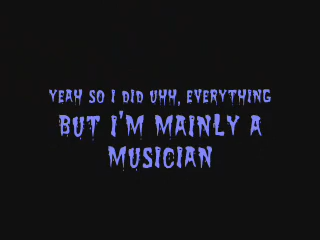 YEAH SO I DID UHH, EVERYTHING
BUT I'M MAINLY A
MUSICIAN